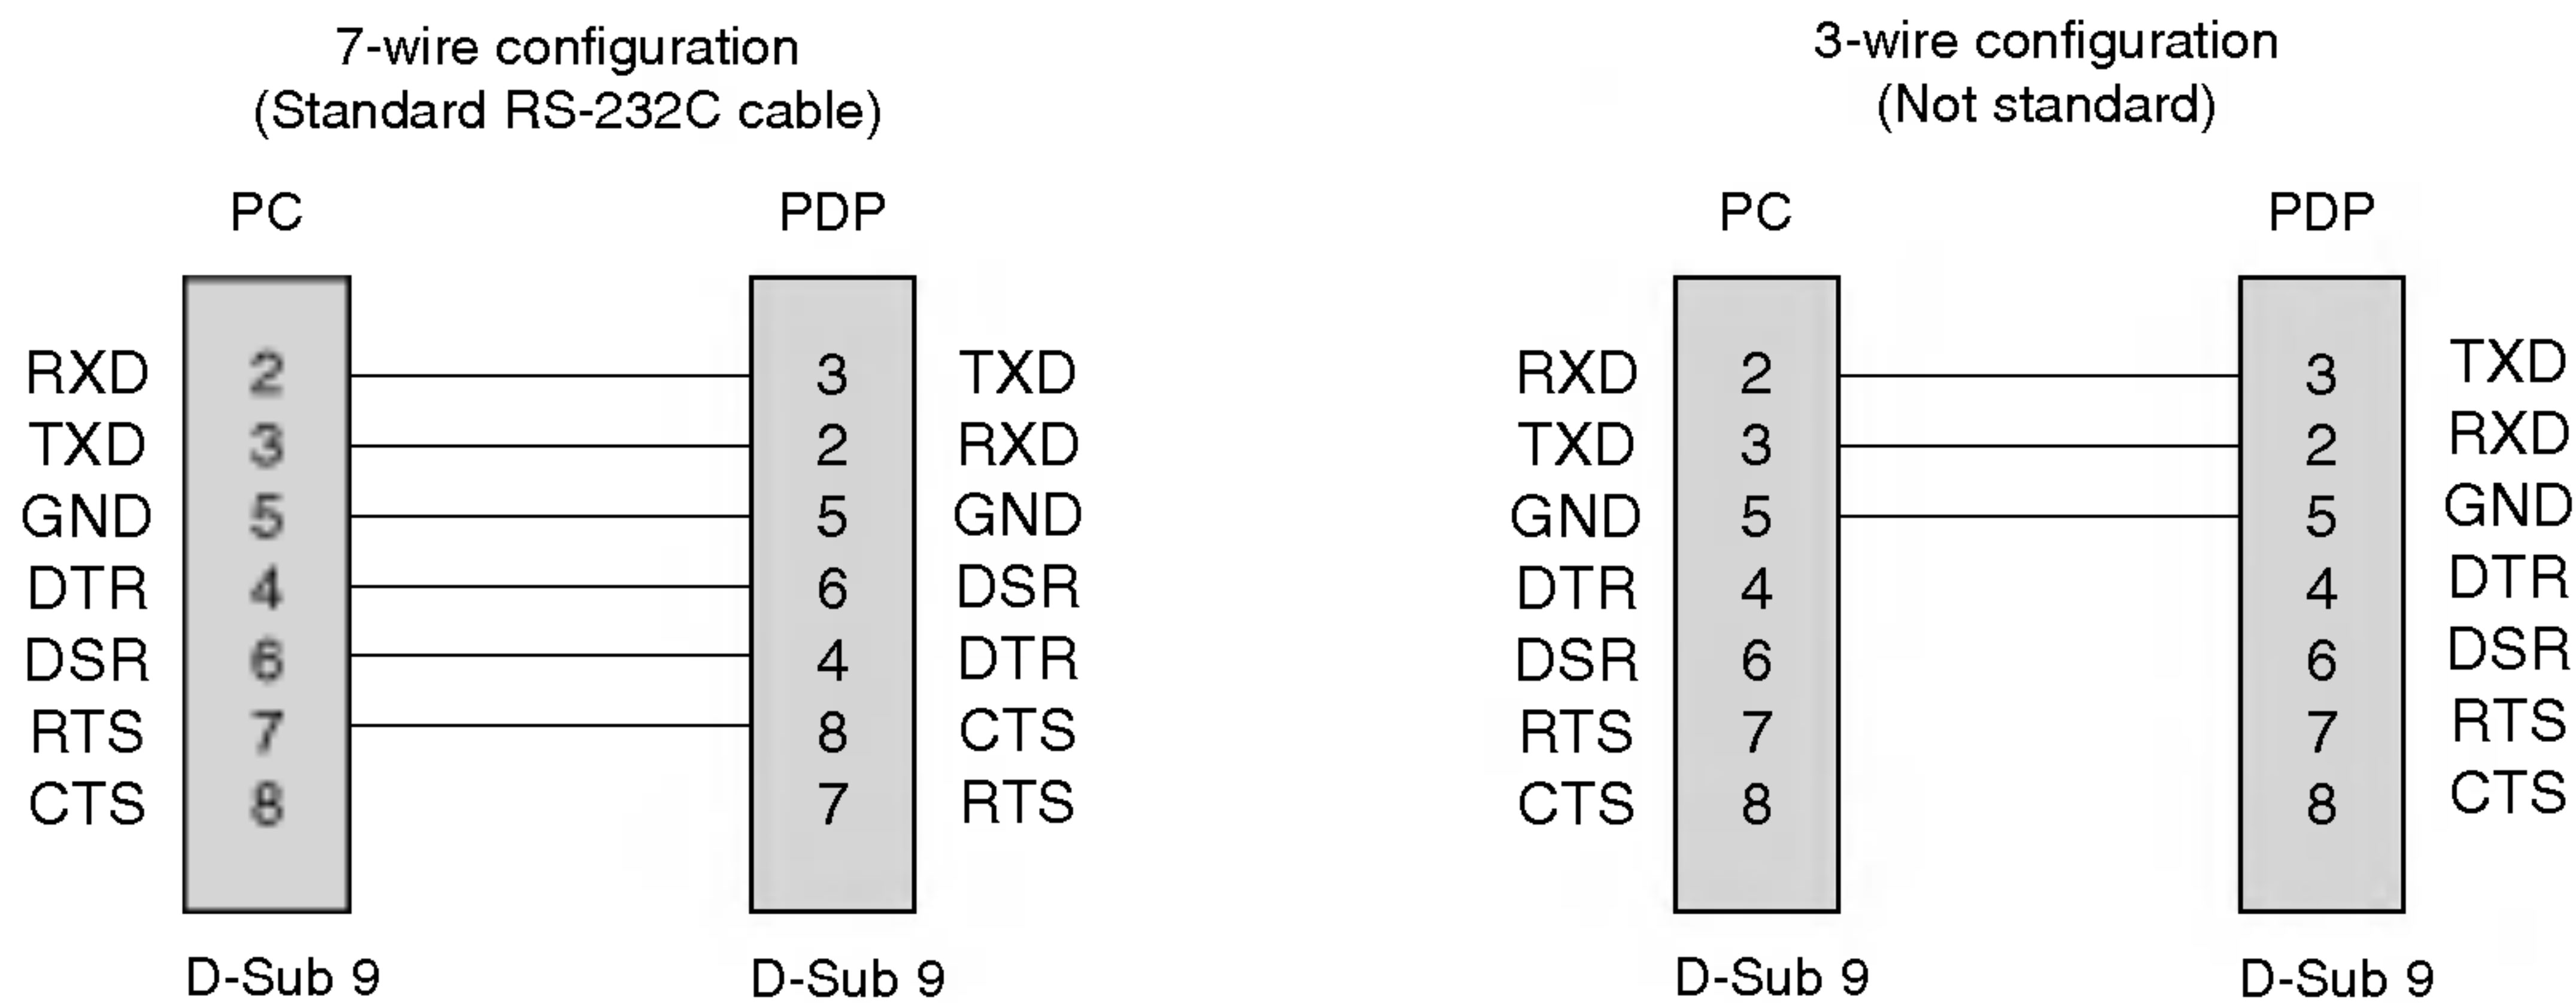 7-wire configuration
(Standard RS-232C cable)
PC PDP
RXD 2 3 TXD
TXD 3 2 RXD
GND 5 5 GND
DTR 4 6 DSR
DSR 6 4 DTR
RTS 7 8 CTS
CTS 8 7 RTS
D-Sub 9 D-Sub 9
3-wire configuration
(Not standard)
PC PDP
RXD 2 3 TXD
TXD 3 2 RXD
GND 5 5 GND
DTR 4 4 DTR
DSR 6 6 DSR
RTS 7 7 RTS
CTS 8 8 CTS
D-Sub 9 D-Sub 9